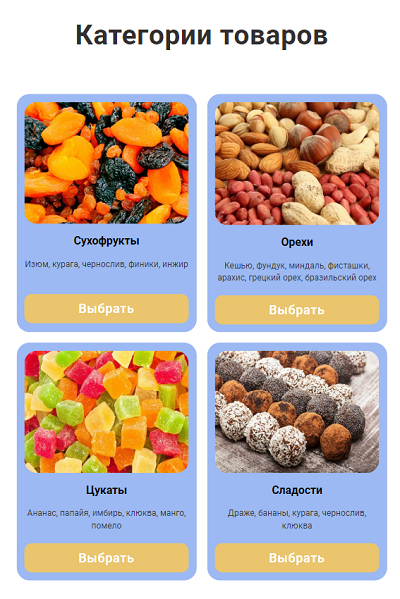 Категории товаров
Сухофрукты
Изюм, курага, чернослив, финики, инжир
Выбрать
Орехи
Кешью, фундук, миндаль, фисташки,
арахис, грецкий орех, бразильский орех
Выбрать
Цукаты
Ананас, папайя, имбирь, клюква, манго,
помело
Выбрать
Сладости
Драже, бананы, курага, чернослив,
клюква
Выбрать